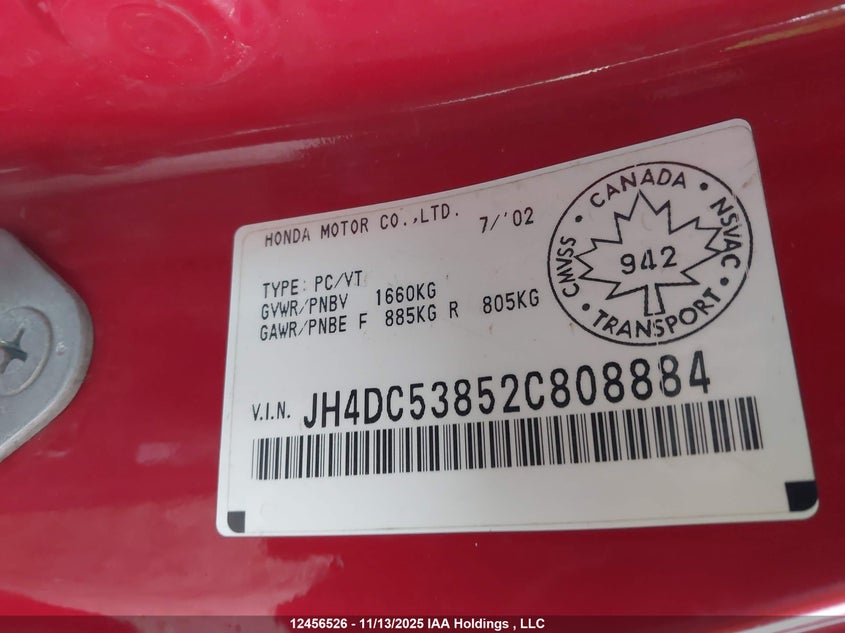 HONDA MOTOR CO.,LTD. 7/'02
TYPE: PC/VT
GVWR/PNBV 1660KG
GAWR/PNBE F 885KG R 805KG
CANADA • NSVAC • TRANSPORT • CMVSS •
942
V.I.N. JH4DC53852C808884
12456526 - 11/13/2025 IAA Holdings , LLC